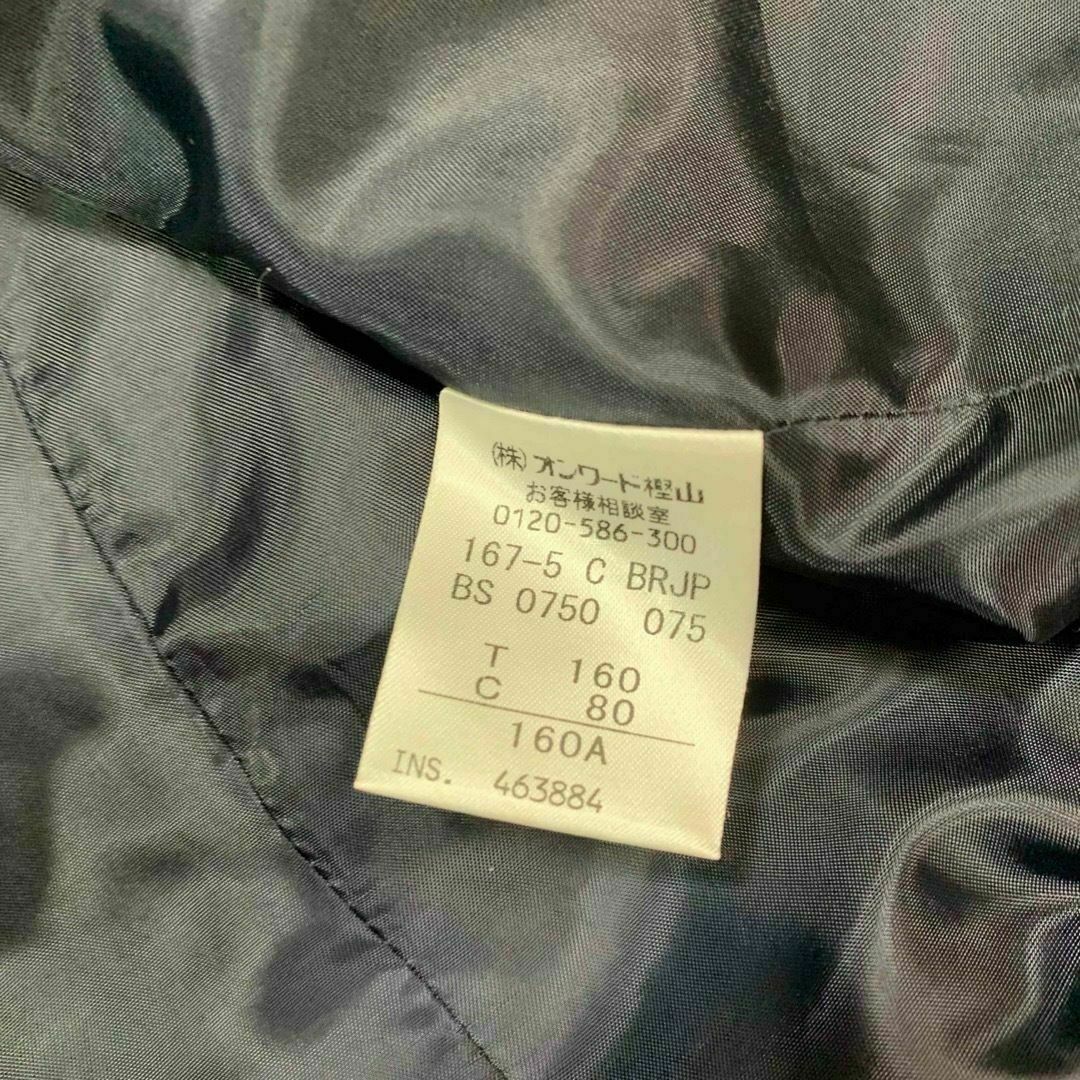 (株)オンワード樫山
お客様相談室
0120-586-300
167-5 C BRJP
BS 0750 075
T 160
C 80
160A
INS. 463884